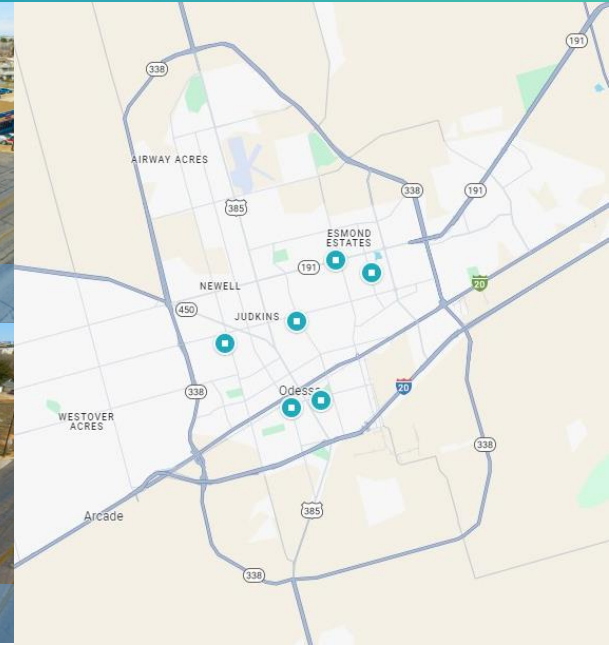 191
338
AIRWAY ACRES
338
191
385
ESMOND
ESTATES
191
20
NEWELL
450
JUDKINS
20
338
Odessa
WESTOVER
ACRES
338
385
Arcade
338